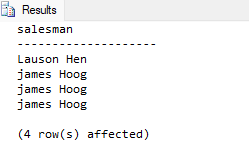 Results
salesman
--------------------
Lauson Hen
james Hoog
james Hoog
james Hoog
(4 row(s) affected)